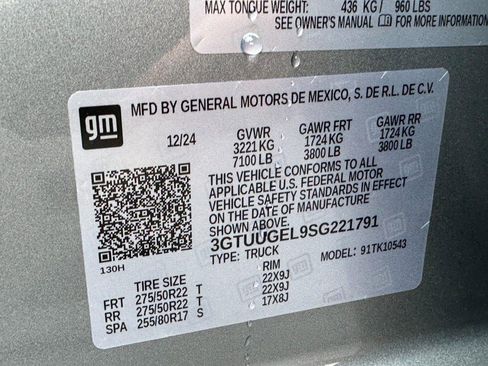 MAX TONGUE WEIGHT: 436 KG/ 960 LBS
SEE OWNER'S MANUAL FOR MORE INFORMATION
gm
MFD BY GENERAL MOTORS DE MEXICO, S. DE R.L. DE C.V.
12/24 GVWR GAWR FRT GAWR RR
3221 KG 1724 KG 1724 KG
7100 LB 3800 LB 3800 LB
THIS VEHICLE CONFORMS TO ALL
APPLICABLE U.S. FEDERAL MOTOR
VEHICLE SAFETY STANDARDS IN EFFECT
ON THE DATE OF MANUFACTURE
SHOWN ABOVE.
3GTUUGEL9SG221791
TYPE: TRUCK MODEL: 91TK10543
130H
TIRE SIZE RIM
FRT 275/50R22 T 22X9J
RR 275/50R22 T 22X9J
SPA 255/80R17 S 17X8J